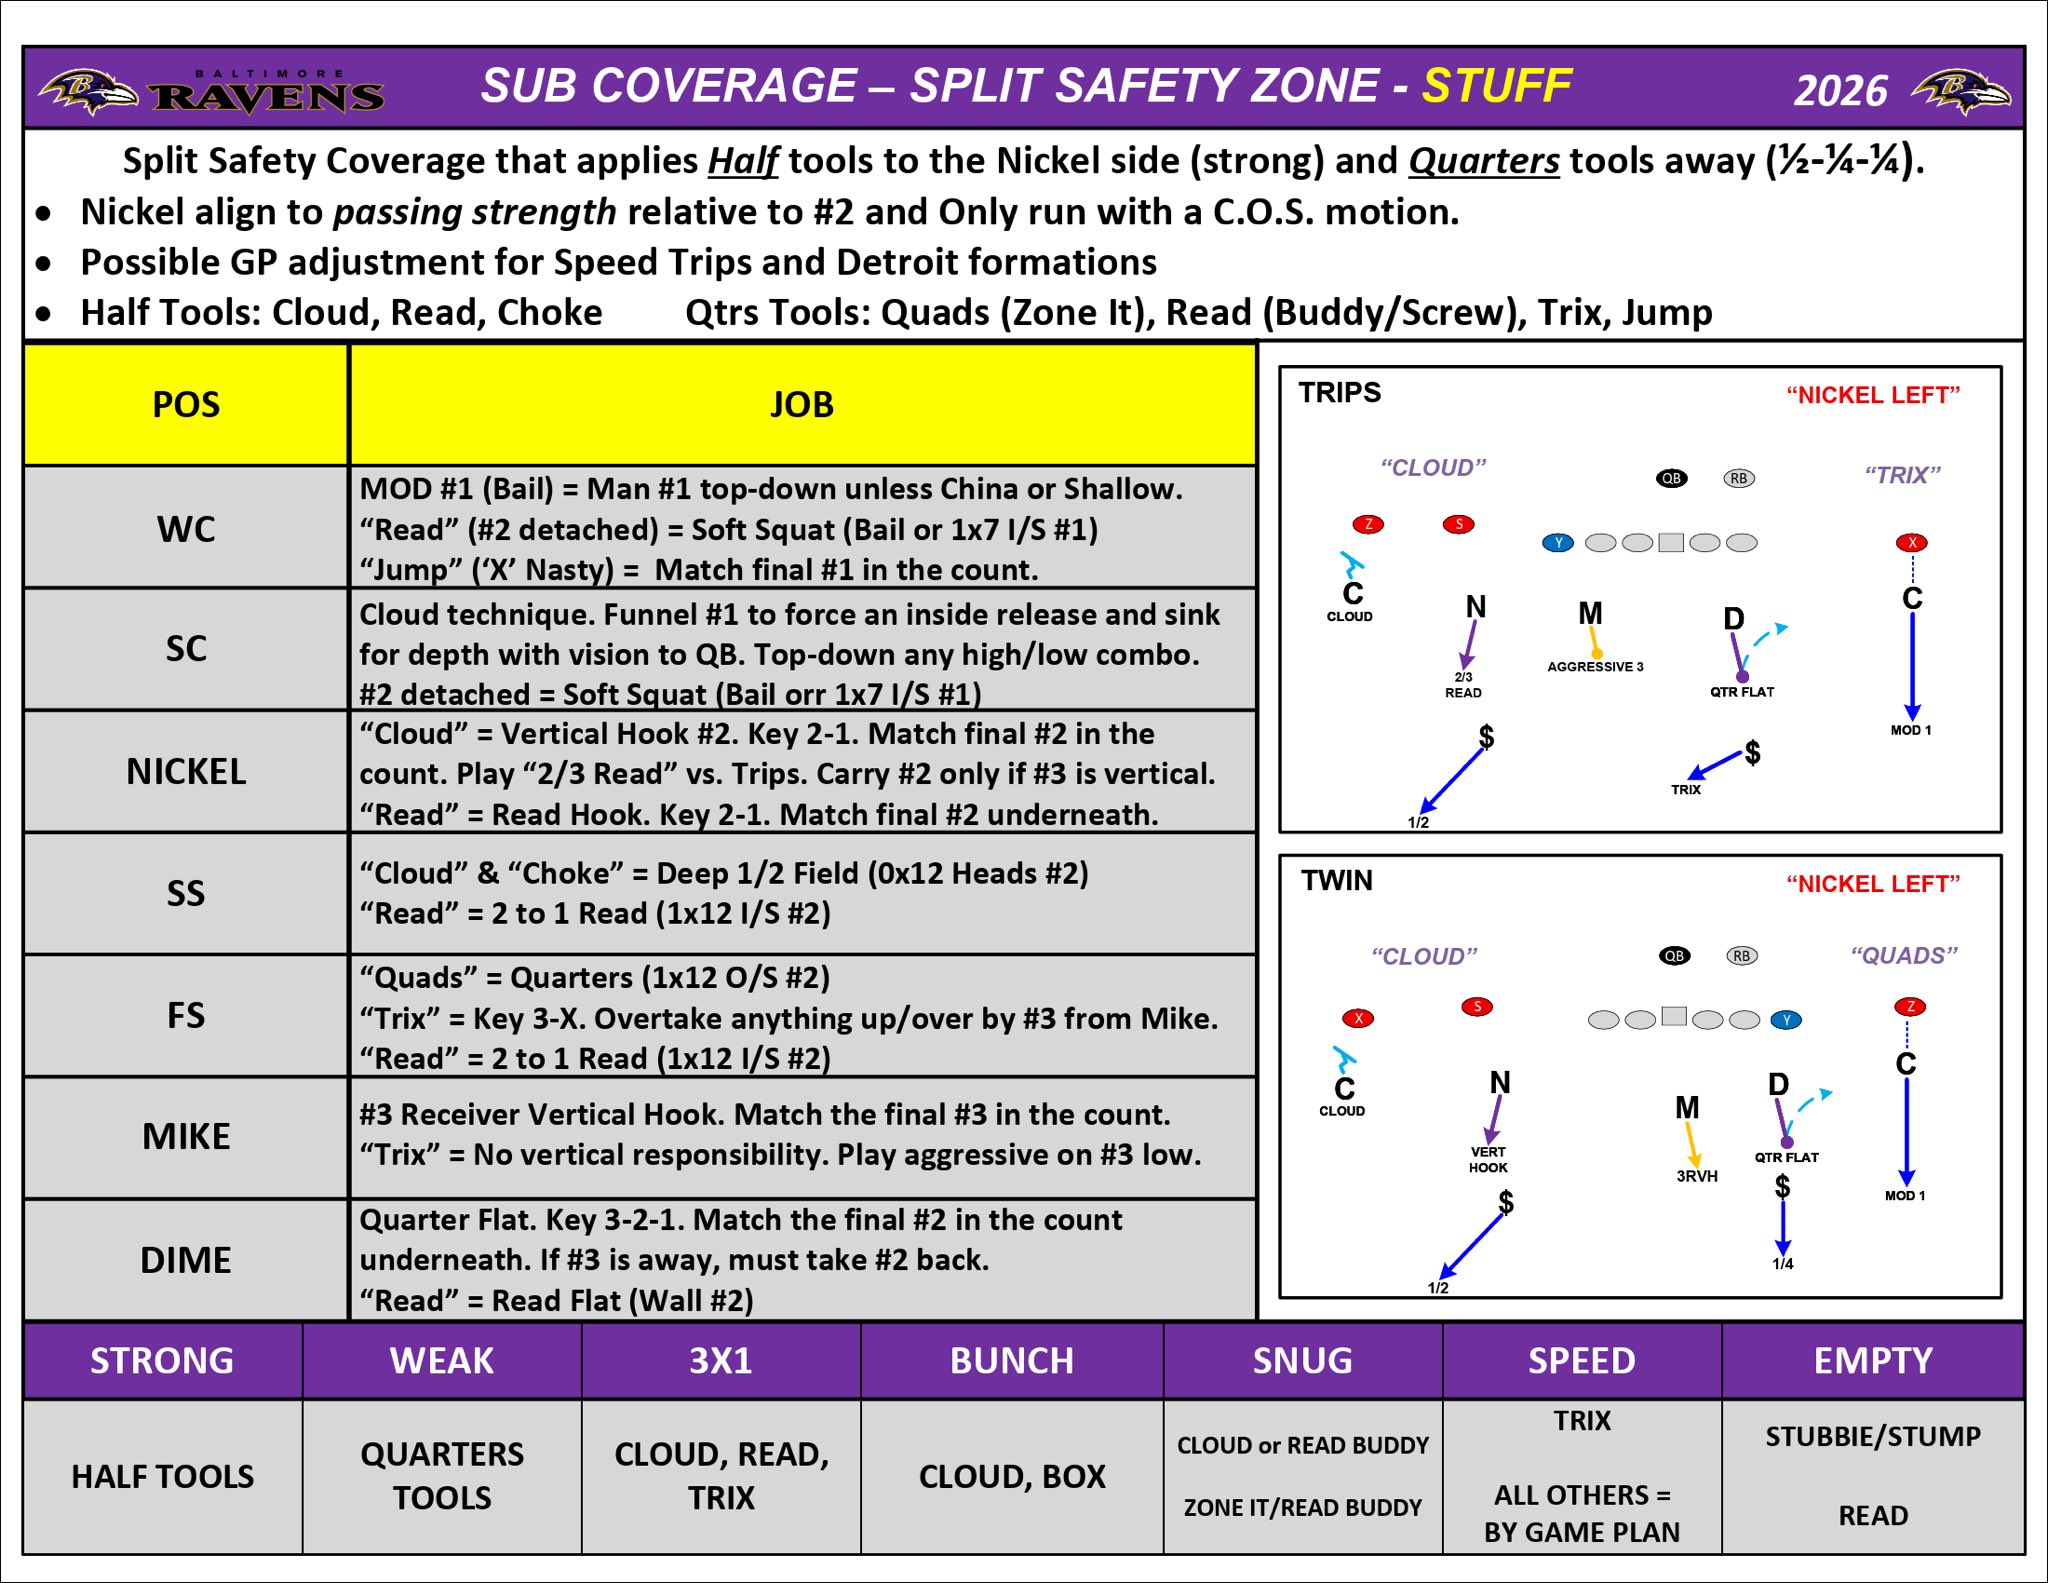 BALTIMORE
RAVENS
SUB COVERAGE – SPLIT SAFETY ZONE - STUFF
2026
Split Safety Coverage that applies Half tools to the Nickel side (strong) and Quarters tools away (½-¼-¼).
• Nickel align to passing strength relative to #2 and Only run with a C.O.S. motion.
• Possible GP adjustment for Speed Trips and Detroit formations
• Half Tools: Cloud, Read, Choke Qtrs Tools: Quads (Zone It), Read (Buddy/Screw), Trix, Jump
POS
JOB
WC
MOD #1 (Bail) = Man #1 top-down unless China or Shallow.
“Read” (#2 detached) = Soft Squat (Bail or 1x7 I/S #1)
“Jump” (‘X’ Nasty) = Match final #1 in the count.
SC
Cloud technique. Funnel #1 to force an inside release and sink
for depth with vision to QB. Top-down any high/low combo.
#2 detached = Soft Squat (Bail orr 1x7 I/S #1)
NICKEL
“Cloud” = Vertical Hook #2. Key 2-1. Match final #2 in the
count. Play “2/3 Read” vs. Trips. Carry #2 only if #3 is vertical.
“Read” = Read Hook. Key 2-1. Match final #2 underneath.
SS
“Cloud” & “Choke” = Deep 1/2 Field (0x12 Heads #2)
“Read” = 2 to 1 Read (1x12 I/S #2)
FS
“Quads” = Quarters (1x12 O/S #2)
“Trix” = Key 3-X. Overtake anything up/over by #3 from Mike.
“Read” = 2 to 1 Read (1x12 I/S #2)
MIKE
#3 Receiver Vertical Hook. Match the final #3 in the count.
“Trix” = No vertical responsibility. Play aggressive on #3 low.
DIME
Quarter Flat. Key 3-2-1. Match the final #2 in the count
underneath. If #3 is away, must take #2 back.
“Read” = Read Flat (Wall #2)
TRIPS
“NICKEL LEFT”
“CLOUD”
“TRIX”
QB
RB
Z
S
Y
X
C
CLOUD
N
2/3
READ
M
AGGRESSIVE 3
D
QTR FLAT
C
MOD 1
$
1/2
$
TRIX
TWIN
“NICKEL LEFT”
“CLOUD”
“QUADS”
QB
RB
X
S
Y
Z
C
CLOUD
N
VERT
HOOK
M
3RVH
D
QTR FLAT
C
MOD 1
$
1/2
$
1/4
STRONG
WEAK
3X1
BUNCH
SNUG
SPEED
EMPTY
HALF TOOLS
QUARTERS
TOOLS
CLOUD, READ,
TRIX
CLOUD, BOX
CLOUD or READ BUDDY
ZONE IT/READ BUDDY
TRIX
ALL OTHERS =
BY GAME PLAN
STUBBIE/STUMP
READ